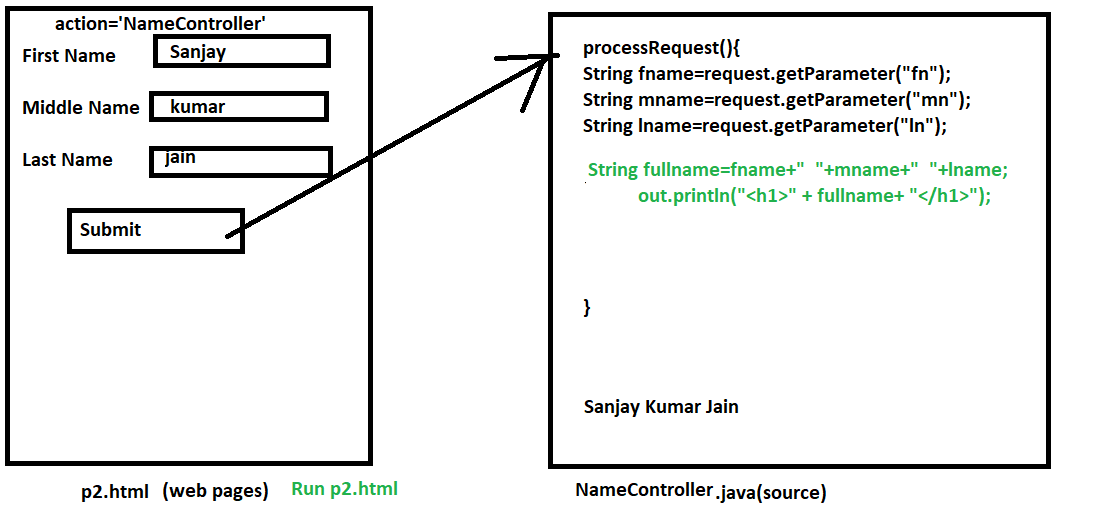 action='NameController'
First Name
Sanjay
Middle Name
kumar
Last Name
jain
Submit
p2.html (web pages) Run p2.html
processRequest(){
String fname=request.getParameter("fn");
String mname=request.getParameter("mn");
String lname=request.getParameter("ln");
String fullname=fname+"  "+mname+"  "+lname;
out.println("<h1>" + fullname+ "</h1>");
}
Sanjay Kumar Jain
NameController.java(source)